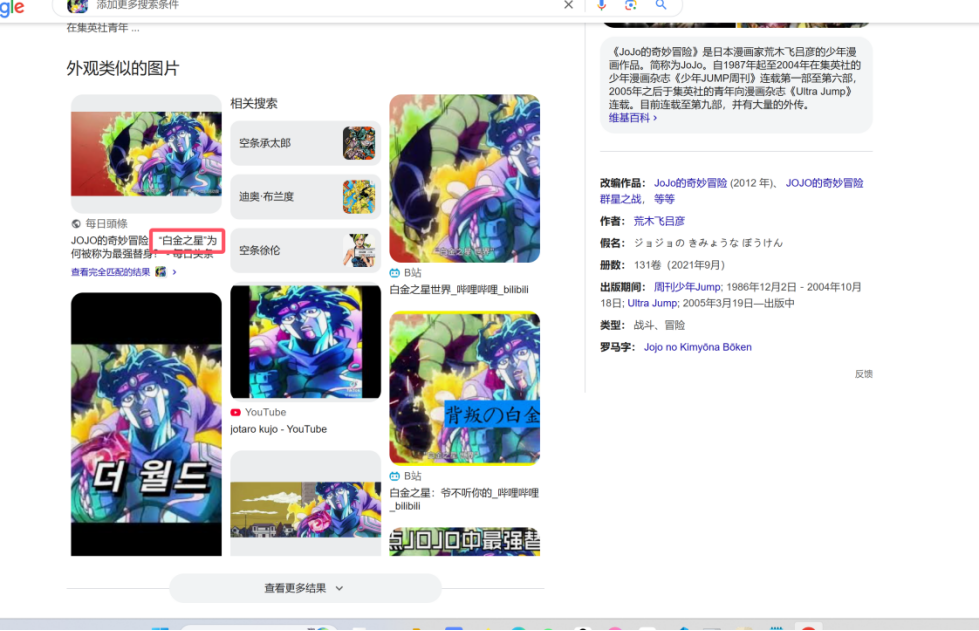 gle
添加更多搜索条件
在集英社青年 ...
外观类似的图片
每日頭條
JOJO的奇妙冒险 “白金之星”为
何被称为最强替身? - 每日头条
查看完全匹配的结果
더 월드
相关搜索
空条承太郎
迪奥·布兰度
空条徐伦
YouTube
jotaro kujo - YouTube
B站
白金之星世界_哔哩哔哩_bilibili
背叛の白金
B站
白金之星：爷不听你的_哔哩哔哩
_bilibili
点JOJO中最强替
查看更多结果
《JoJo的奇妙冒险》是日本漫画家荒木飞吕彦的少年漫
画作品。简称为JoJo。自1987年起至2004年在集英社的
少年漫画杂志《少年JUMP周刊》连载第一部至第六部，
2005年之后于集英社的青年向漫画杂志《Ultra Jump》
连载。目前连载至第九部，并有大量的外传。
维基百科
改编作品： JoJo的奇妙冒险 (2012 年)、 JOJO的奇妙冒险
群星之战， 等等
作者： 荒木飞吕彦
假名： ジョジョの きみょうな ぼうけん
册数： 131卷（2021年9月）
出版期间： 周刊少年Jump; 1986年12月2日 - 2004年10月
18日; Ultra Jump; 2005年3月19日—出版中
类型： 战斗、冒险
罗马字： Jojo no Kimyōna Bōken
反馈